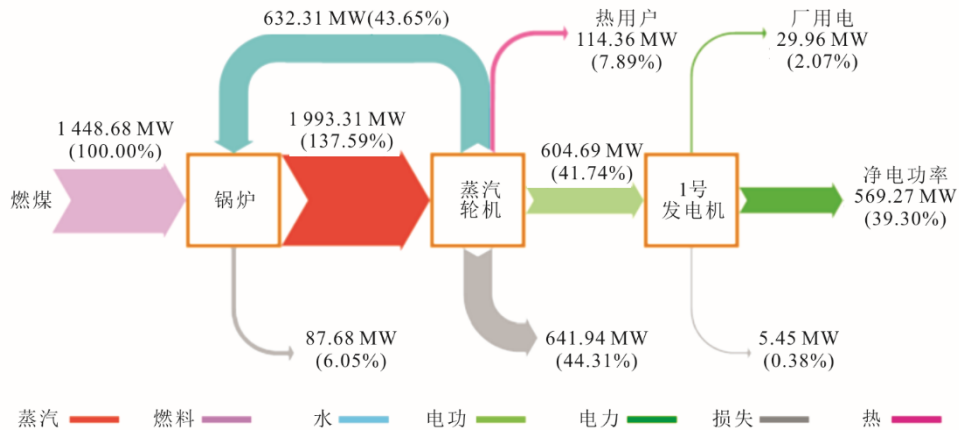 632.31 MW(43.65%)
热用户
114.36 MW
(7.89%)
厂用电
29.96 MW
(2.07%)
1 448.68 MW
(100.00%)
1 993.31 MW
(137.59%)
604.69 MW
(41.74%)
燃煤
锅炉
蒸汽
轮机
1号
发电机
净电功率
569.27 MW
(39.30%)
87.68 MW
(6.05%)
641.94 MW
(44.31%)
5.45 MW
(0.38%)
蒸汽 燃料 水 电功 电力 损失 热